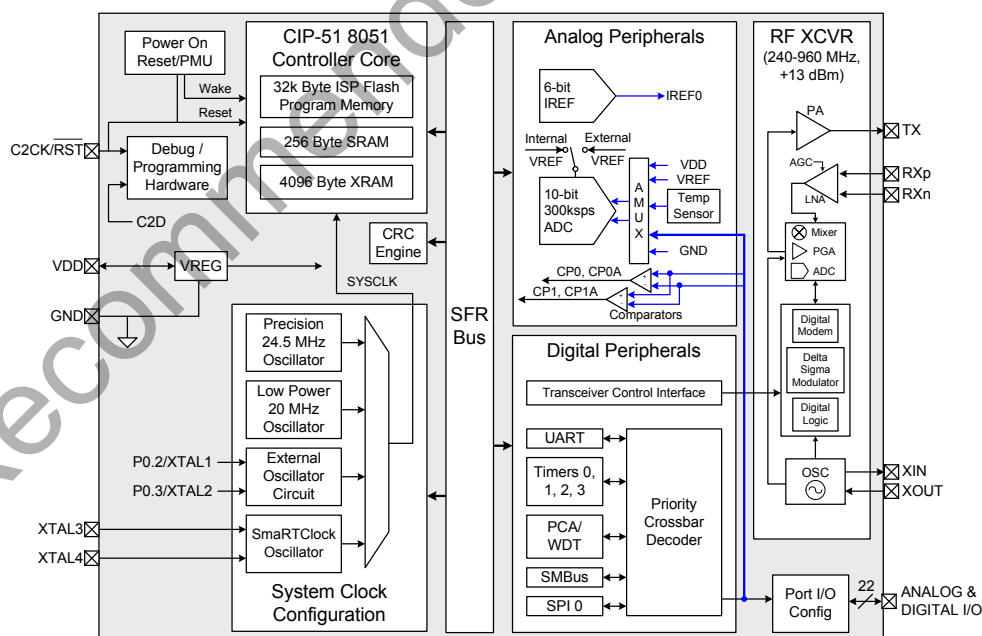 Power On
Reset/PMU
Wake
Reset
C2CK/RST
Debug /
Programming
Hardware
C2D
VDD
VREG
GND
CIP-51 8051
Controller Core
32k Byte ISP Flash
Program Memory
256 Byte SRAM
4096 Byte XRAM
CRC
Engine
SYSCLK
Precision
24.5 MHz
Oscillator
Low Power
20 MHz
Oscillator
P0.2/XTAL1
P0.3/XTAL2
External
Oscillator
Circuit
XTAL3
XTAL4
SmaRTClock
Oscillator
System Clock
Configuration
SFR
Bus
Analog Peripherals
6-bit
IREF
IREF0
Internal
VREF
External
VREF
10-bit
300ksps
ADC
A
M
U
X
VDD
VREF
Temp
Sensor
GND
CP0, CP0A
+
-
CP1, CP1A
+
-
Comparators
Digital Peripherals
Transceiver Control Interface
UART
Timers 0,
1, 2, 3
PCA/
WDT
SMBus
SPI 0
Priority
Crossbar
Decoder
RF XCVR
(240-960 MHz,
+13 dBm)
PA
TX
AGC
LNA
RXp
RXn
Mixer
PGA
ADC
Digital
Modem
Delta
Sigma
Modulator
Digital
Logic
OSC
XIN
XOUT
Port I/O
Config
22
ANALOG &
DIGITAL I/O
Recommende